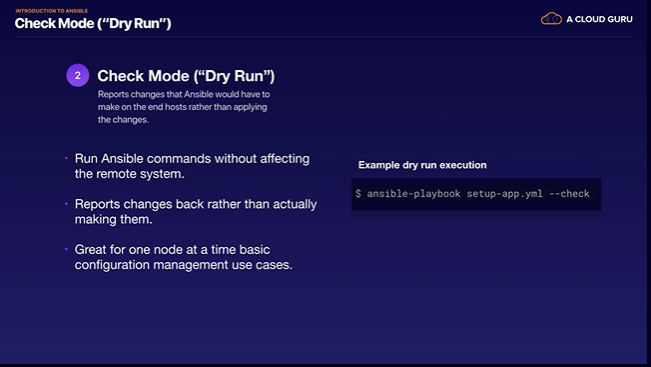 INTRODUCTION TO ANSIBLE
Check Mode (“Dry Run”)
A CLOUD GURU
2
Check Mode (“Dry Run”)
Reports changes that Ansible would have to
make on the end hosts rather than applying
the changes.
· Run Ansible commands without affecting
the remote system.
· Reports changes back rather than actually
making them.
· Great for one node at a time basic
configuration management use cases.
Example dry run execution
$ ansible-playbook setup-app.yml --check